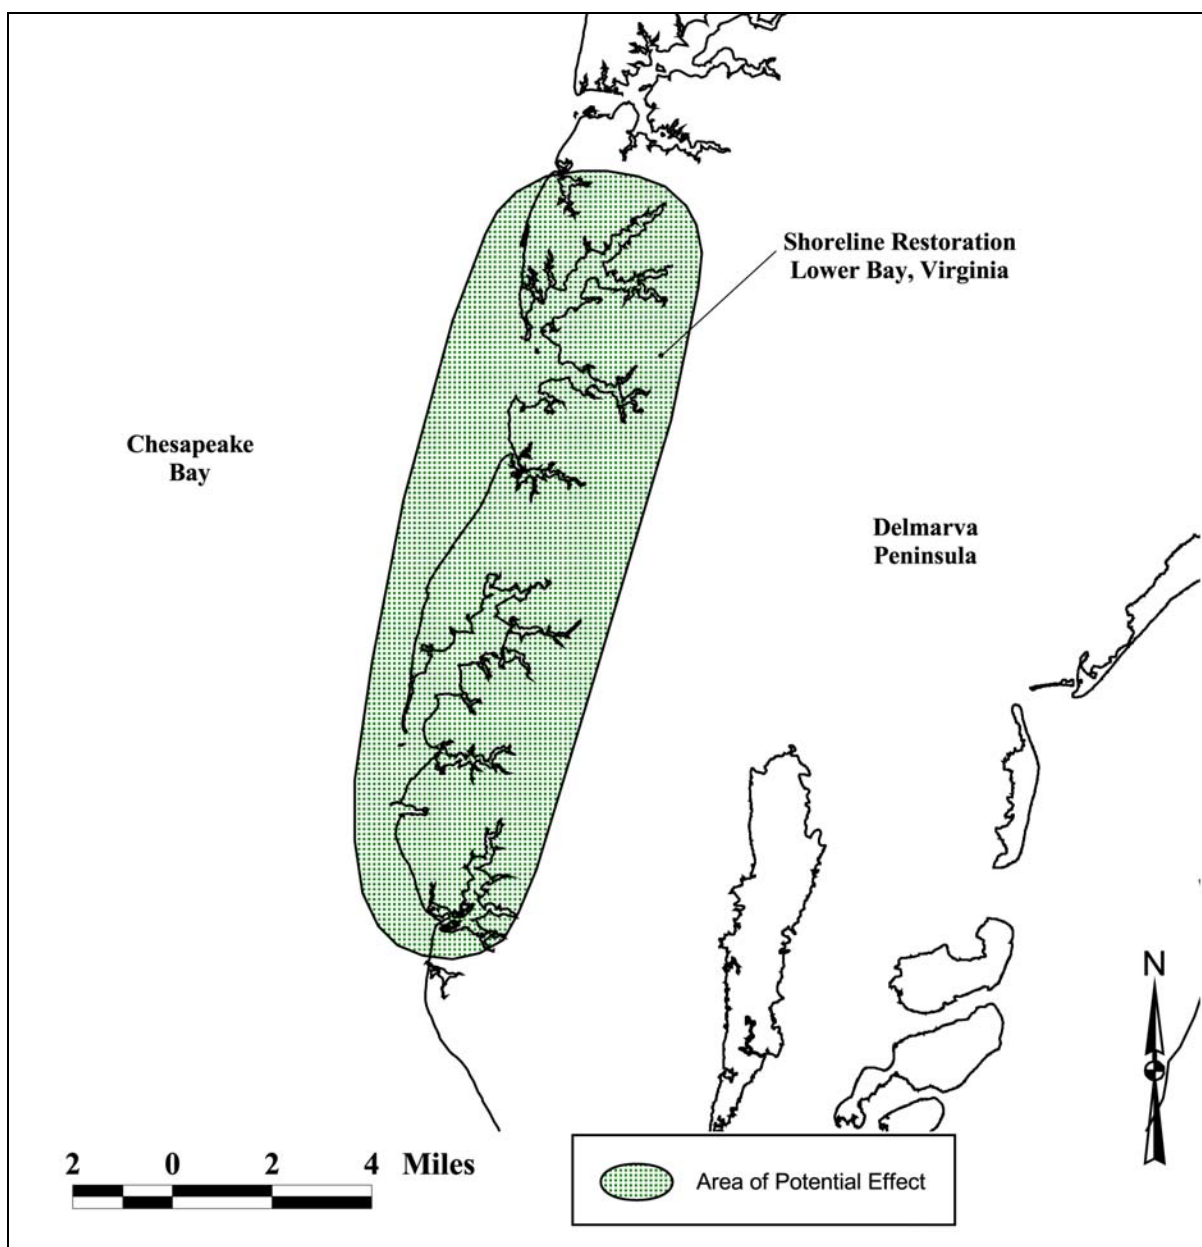 Shoreline Restoration
Lower Bay, Virginia
Chesapeake
Bay
Delmarva
Peninsula
N
2 0 2 4 Miles
Area of Potential Effect